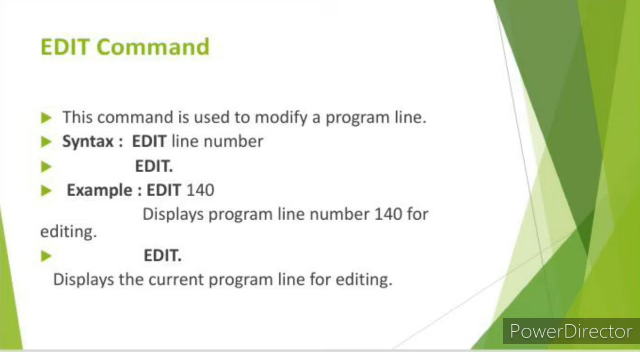 EDIT Command
This command is used to modify a program line.
Syntax : EDIT line number
EDIT.
Example : EDIT 140
Displays program line number 140 for
editing.
EDIT.
Displays the current program line for editing.
PowerDirector